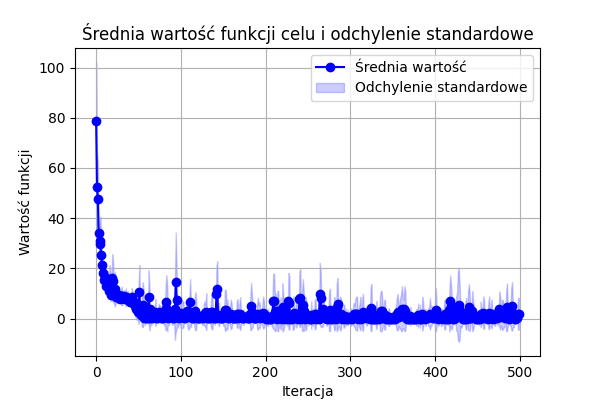 Średnia wartość funkcji celu i odchylenie standardowe
Średnia wartość
Odchylenie standardowe
Wartość funkcji
100
80
60
40
20
0
0 100 200 300 400 500
Iteracja